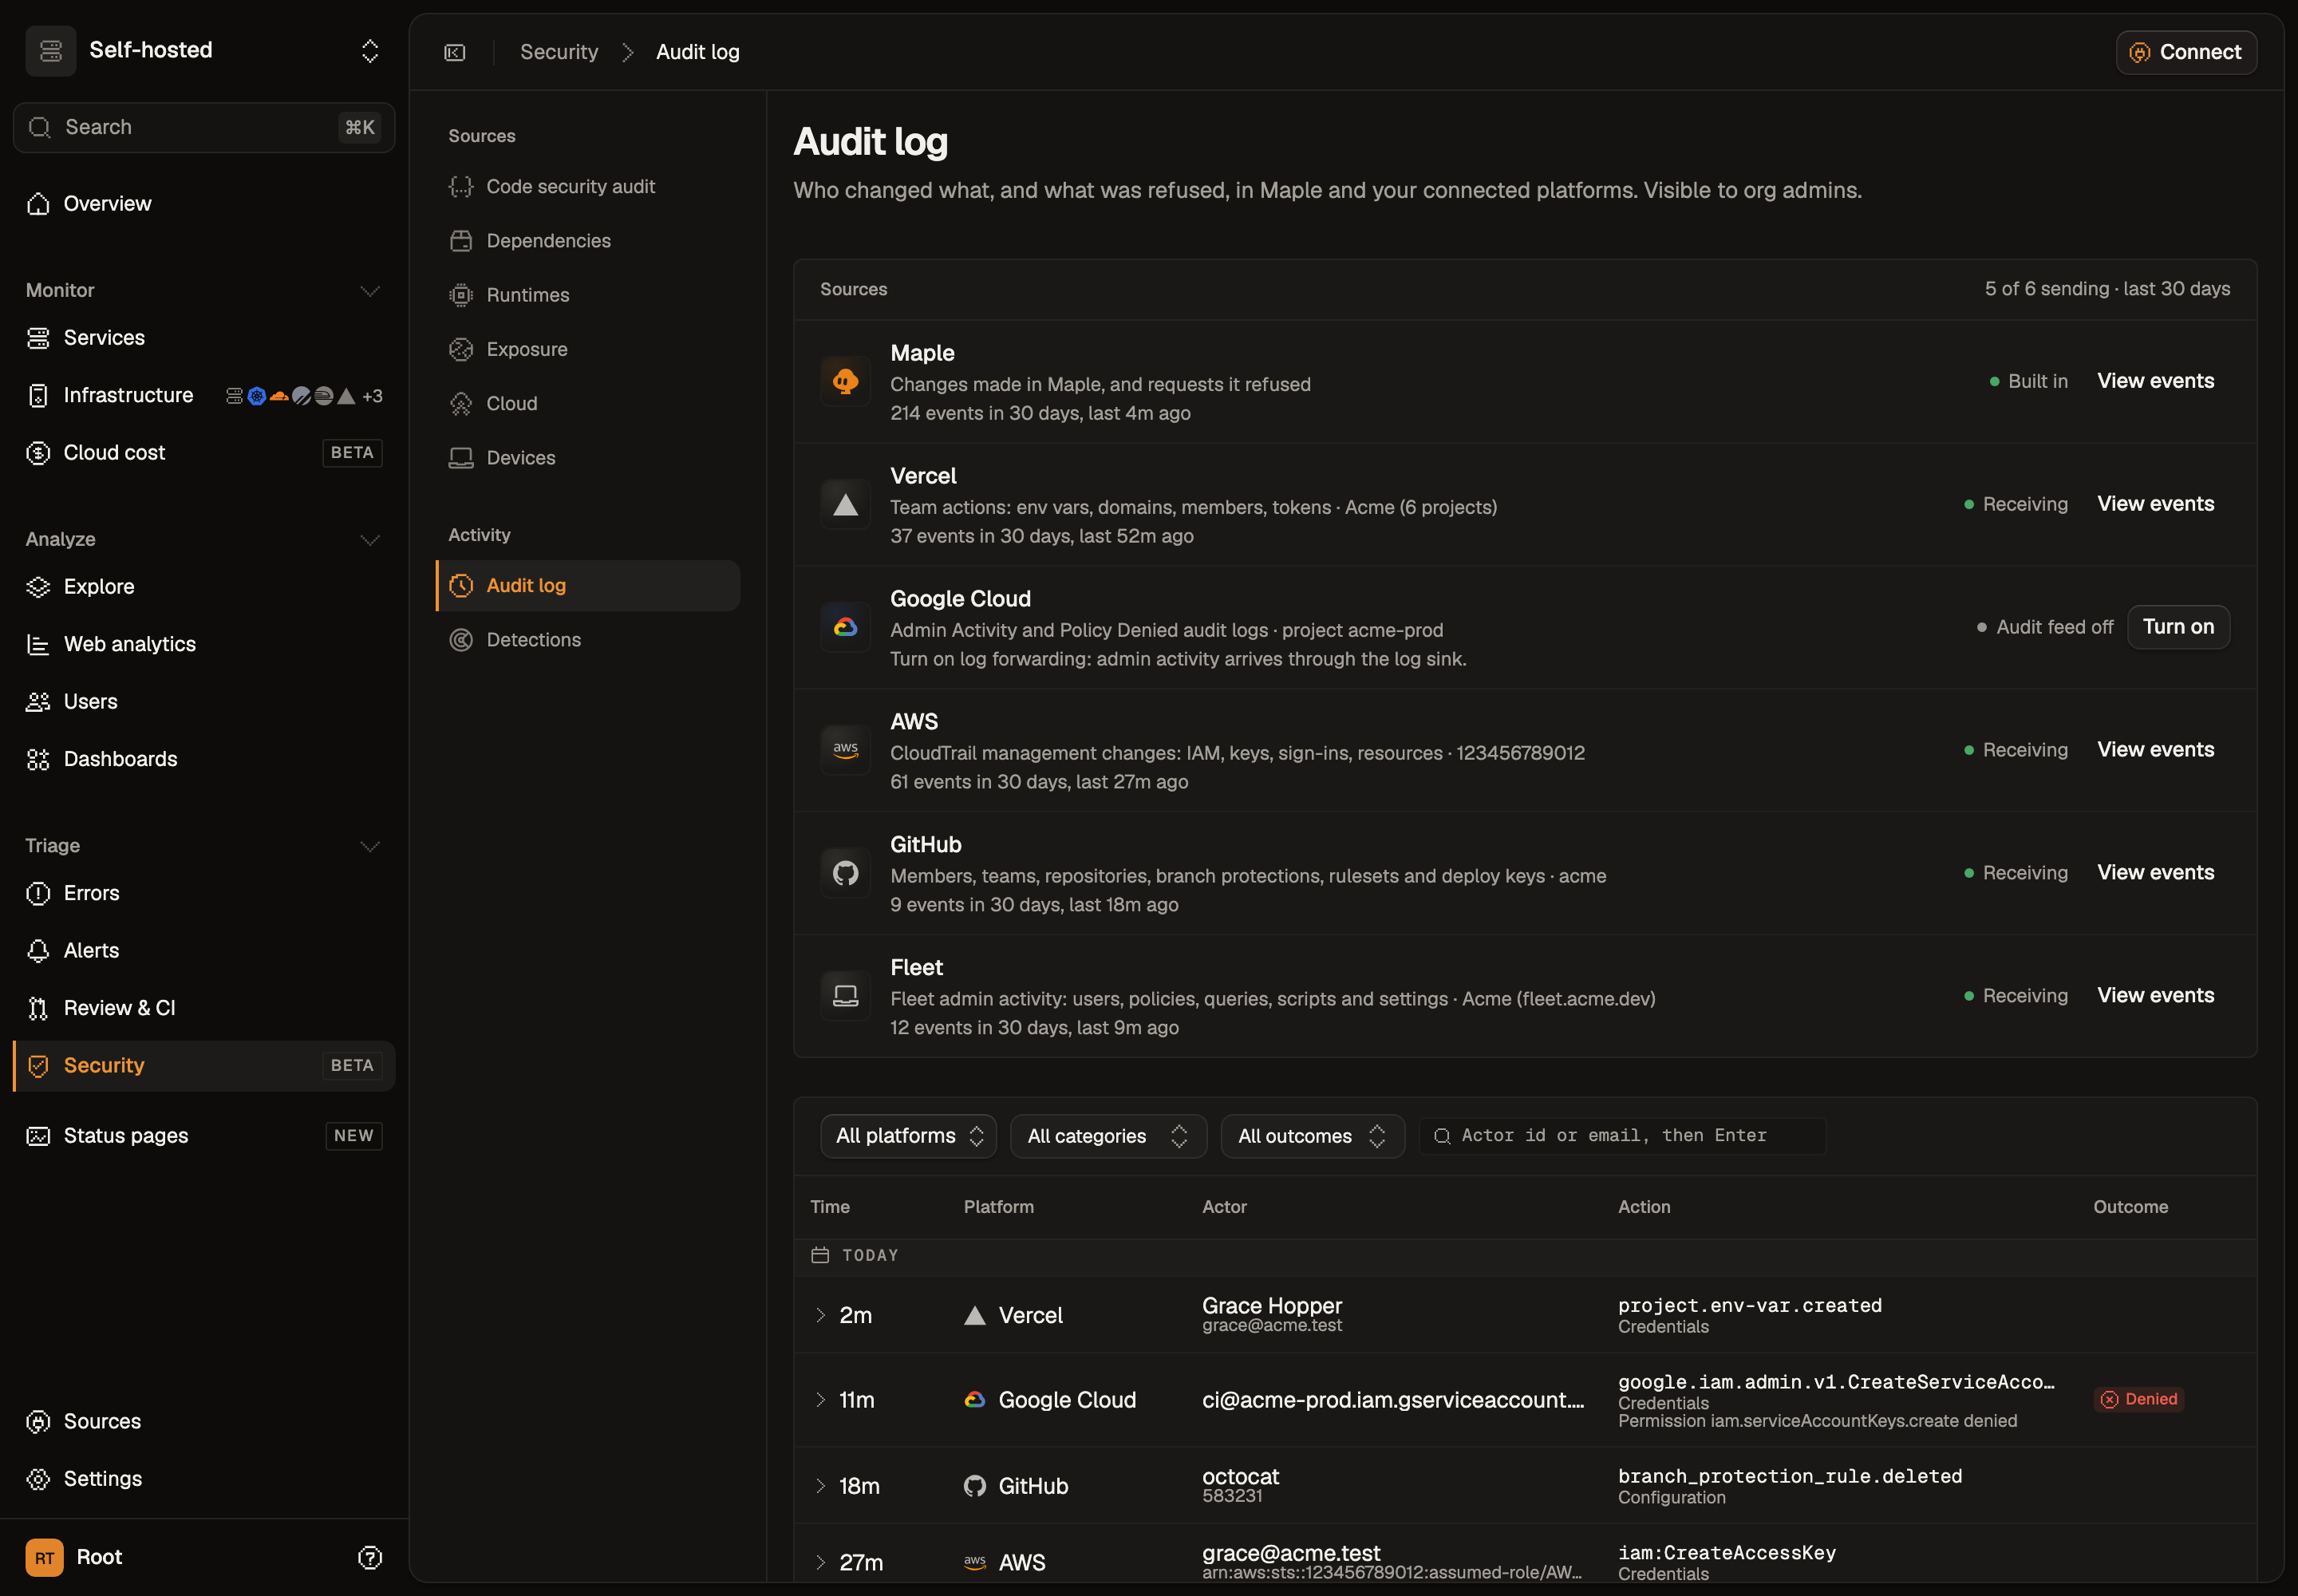 Self-hosted
Search ⌘K
Overview
Monitor
Services
Infrastructure +3
Cloud cost BETA
Analyze
Explore
Web analytics
Users
Dashboards
Triage
Errors
Alerts
Review & CI
Security BETA
Status pages NEW
Sources
Settings
RT Root
Security Audit log
Connect
Sources
Code security audit
Dependencies
Runtimes
Exposure
Cloud
Devices
Activity
Audit log
Detections
Audit log
Who changed what, and what was refused, in Maple and your connected platforms. Visible to org admins.
Sources 5 of 6 sending · last 30 days
Maple
Changes made in Maple, and requests it refused
214 events in 30 days, last 4m ago
Built in View events
Vercel
Team actions: env vars, domains, members, tokens · Acme (6 projects)
37 events in 30 days, last 52m ago
Receiving View events
Google Cloud
Admin Activity and Policy Denied audit logs · project acme-prod
Turn on log forwarding: admin activity arrives through the log sink.
Audit feed off Turn on
aws
AWS
CloudTrail management changes: IAM, keys, sign-ins, resources · 123456789012
61 events in 30 days, last 27m ago
Receiving View events
GitHub
Members, teams, repositories, branch protections, rulesets and deploy keys · acme
9 events in 30 days, last 18m ago
Receiving View events
Fleet
Fleet admin activity: users, policies, queries, scripts and settings · Acme (fleet.acme.dev)
12 events in 30 days, last 9m ago
Receiving View events
All platforms All categories All outcomes Actor id or email, then Enter
Time Platform Actor Action Outcome
TODAY
2m Vercel
Grace Hopper
grace@acme.test
project.env-var.created
Credentials
11m Google Cloud
ci@acme-prod.iam.gserviceaccount....
google.iam.admin.v1.CreateServiceAcco...
Credentials
Permission iam.serviceAccountKeys.create denied
Denied
18m GitHub
octocat
583231
branch_protection_rule.deleted
Configuration
27m aws AWS
grace@acme.test
arn:aws:sts::123456789012:assumed-role/AW...
iam:CreateAccessKey
Credentials